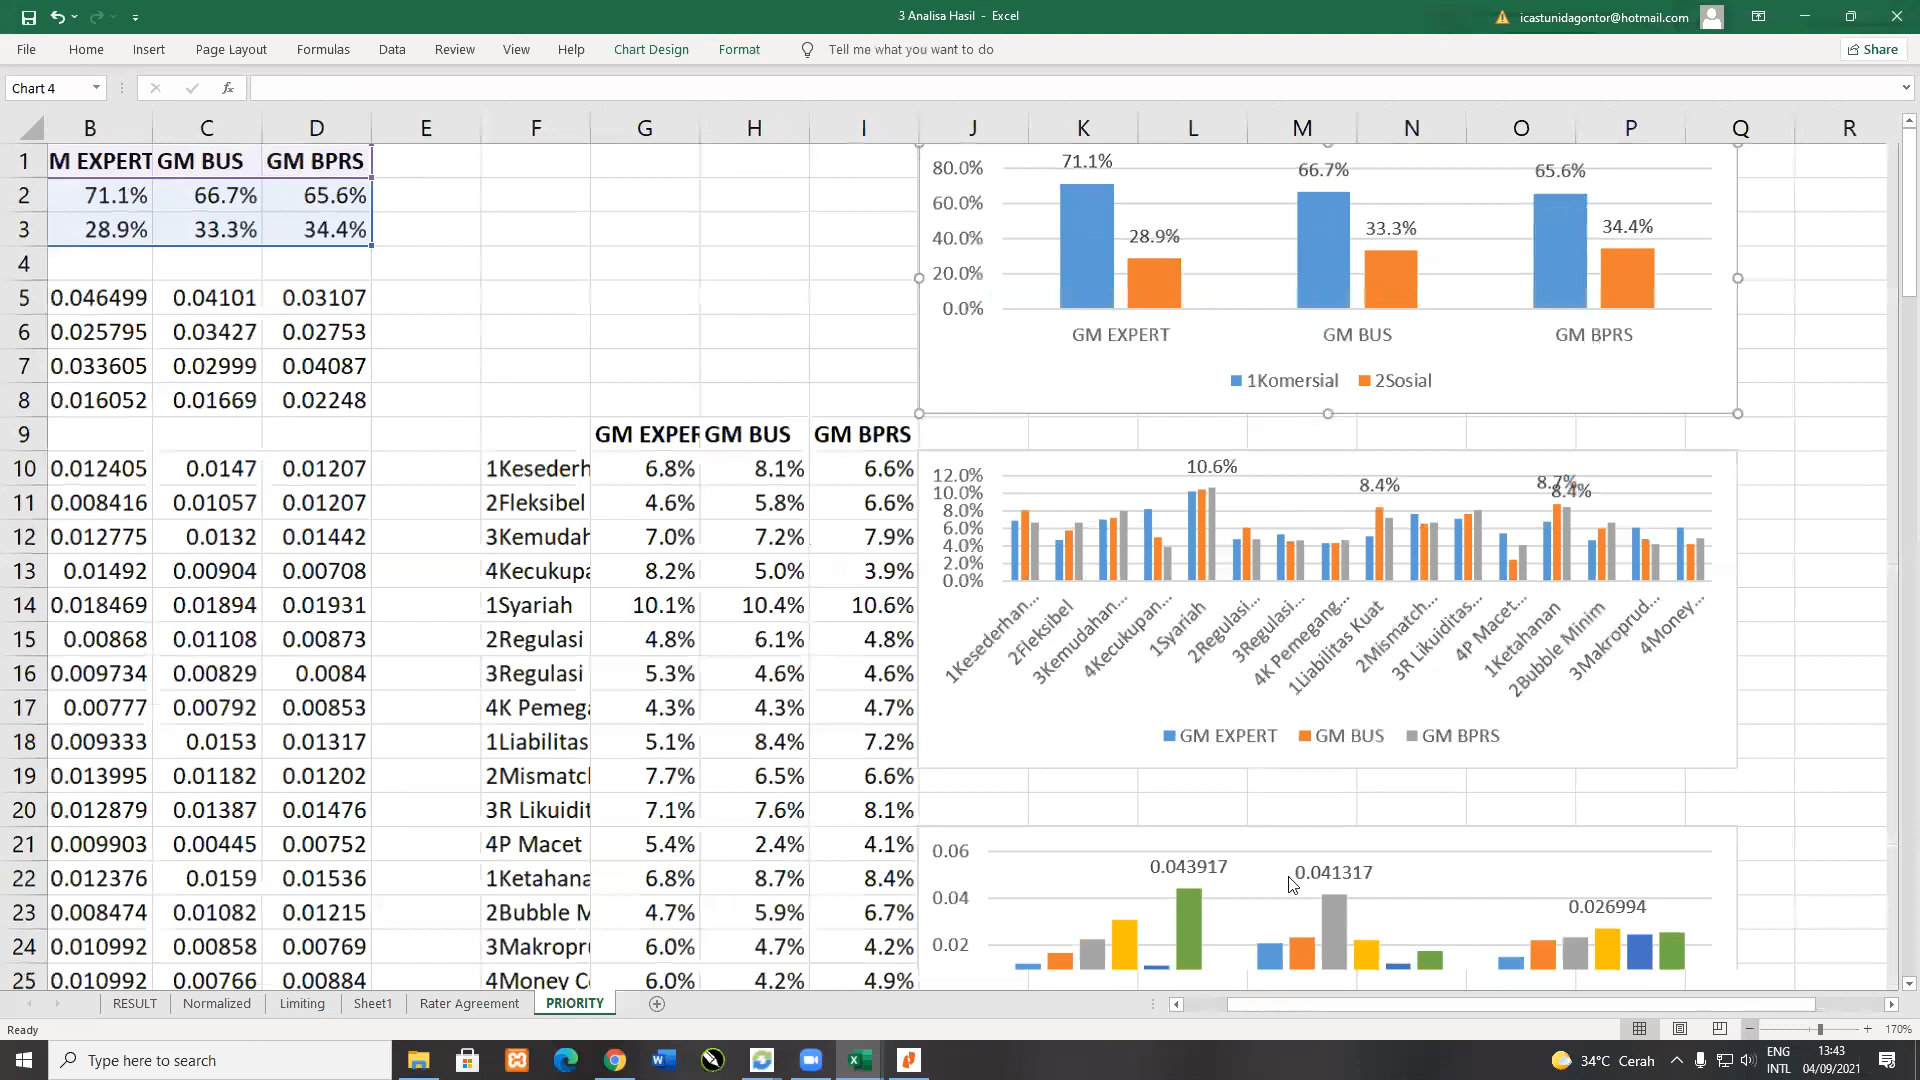 3 Analisa Hasil - Excel
icastunidagontor@hotmail.com
File Home Insert Page Layout Formulas Data Review View Help Chart Design Format Tell me what you want to do Share
Chart 4 fx
B C D E F G H I J K L M N O P Q R
1 M EXPERT GM BUS GM BPRS
2 71.1% 66.7% 65.6%
3 28.9% 33.3% 34.4%
4
5 0.046499 0.04101 0.03107
6 0.025795 0.03427 0.02753
7 0.033605 0.02999 0.04087
8 0.016052 0.01669 0.02248
9 GM EXPER GM BUS GM BPRS
10 0.012405 0.0147 0.01207 1Kesederh 6.8% 8.1% 6.6%
11 0.008416 0.01057 0.01207 2Fleksibel 4.6% 5.8% 6.6%
12 0.012775 0.0132 0.01442 3Kemudah 7.0% 7.2% 7.9%
13 0.01492 0.00904 0.00708 4Kecukupa 8.2% 5.0% 3.9%
14 0.018469 0.01894 0.01931 1Syariah 10.1% 10.4% 10.6%
15 0.00868 0.01108 0.00873 2Regulasi 4.8% 6.1% 4.8%
16 0.009734 0.00829 0.0084 3Regulasi 5.3% 4.6% 4.6%
17 0.00777 0.00792 0.00853 4K Pemega 4.3% 4.3% 4.7%
18 0.009333 0.0153 0.01317 1Liabilitas 5.1% 8.4% 7.2%
19 0.013995 0.01182 0.01202 2Mismatcl 7.7% 6.5% 6.6%
20 0.012879 0.01387 0.01476 3R Likuidit 7.1% 7.6% 8.1%
21 0.009903 0.00445 0.00752 4P Macet 5.4% 2.4% 4.1%
22 0.012376 0.0159 0.01536 1Ketahana 6.8% 8.7% 8.4%
23 0.008474 0.01082 0.01215 2Bubble M 4.7% 5.9% 6.7%
24 0.010992 0.00858 0.00769 3Makropru 6.0% 4.7% 4.2%
25 0.010992 0.00766 0.00884 4Money C 6.0% 4.2% 4.9%
80.0% 71.1% 66.7% 65.6%
60.0%
40.0% 28.9% 33.3% 34.4%
20.0%
0.0%
GM EXPERT GM BUS GM BPRS
1Komersial 2Sosial
12.0% 10.6%
10.0% 8.4% 8.7% 8.4%
8.0%
6.0%
4.0%
2.0%
0.0%
1Kesederhan... 2Fleksibel 3Kemudahan... 4Kecukupan... 1Syariah 2Regulasi... 3Regulasi... 4K Pemegang... 1Liabilitas Kuat 2Mismatch... 3R Likuiditas... 4P Macet... 1Ketahanan 2Bubble Minim 3Makroprud... 4Money...
GM EXPERT GM BUS GM BPRS
0.06
0.043917 0.041317
0.04 0.026994
0.02
RESULT Normalized Limiting Sheet1 Rater Agreement PRIORITY
Ready 170%
Type here to search 34°C Cerah ENG 13:43
INTL 04/09/2021